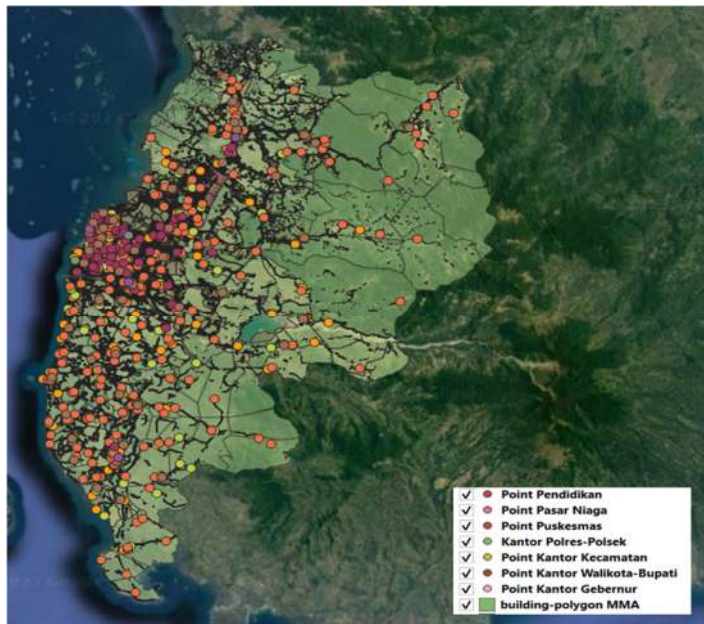 Point Pendidikan
Point Pasar Niaga
Point Puskesmas
Kantor Polres-Polsek
Point Kantor Kecamatan
Point Kantor Walikota-Bupati
Point Kantor Gebernur
building-polygon MMA